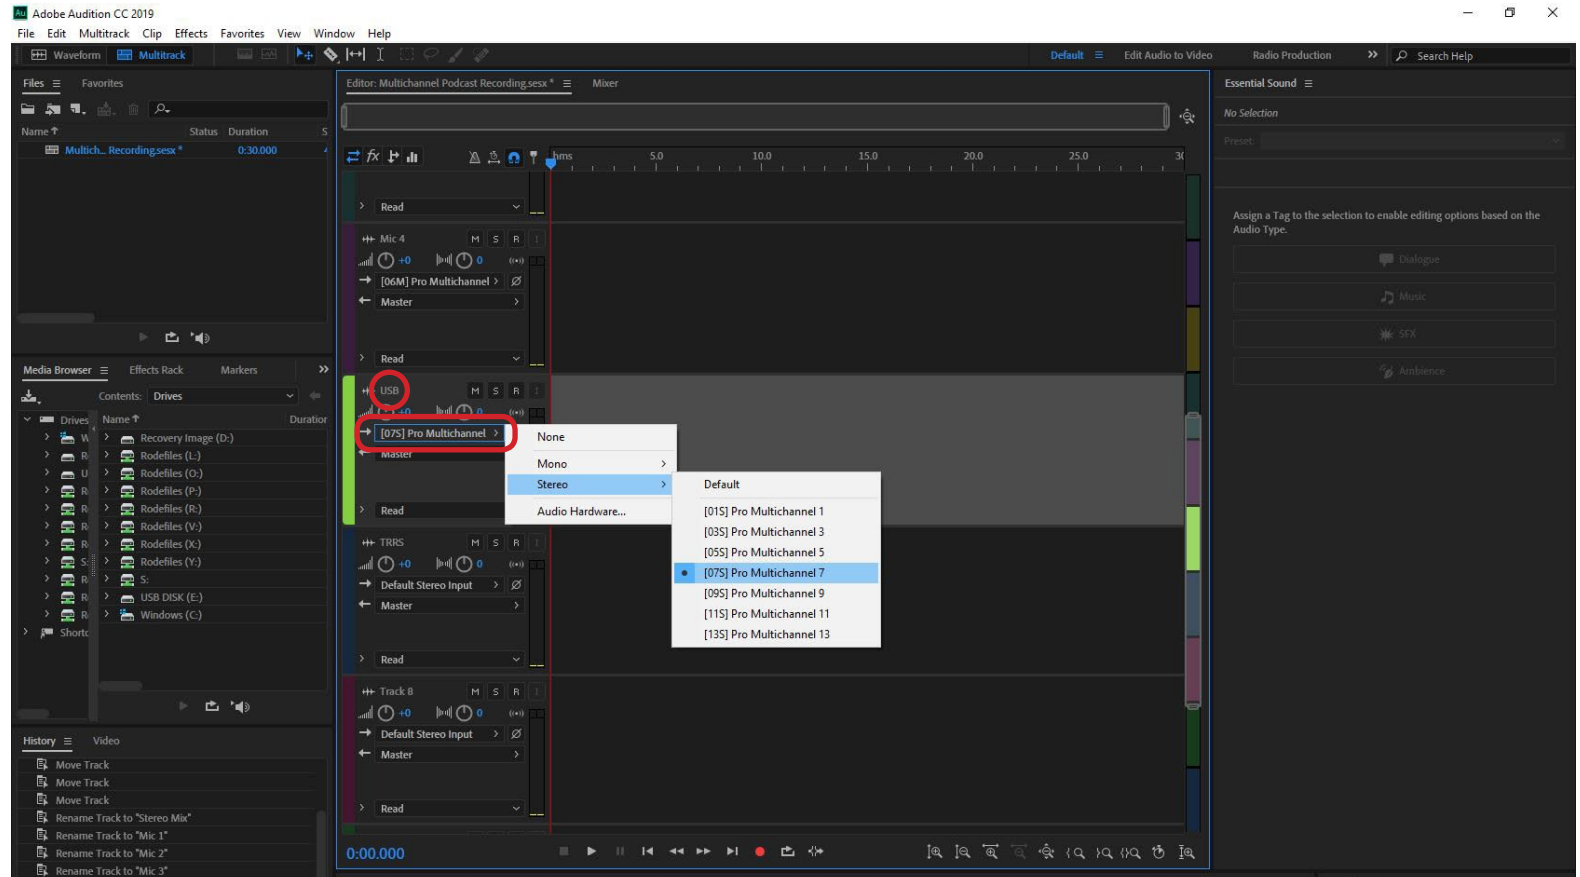 Au Adobe Audition CC 2019
File Edit Multitrack Clip Effects Favorites View Window Help
Waveform Multitrack Default Edit Audio to Video Radio Production Search Help
Files Favorites
Name Status Duration S
Multich... Recording.sesx * 0:30.000
Media Browser Effects Rack Markers
Contents: Drives
Drives Name Duration
W Recovery Image (D:)
R Rodefiles (L:)
U Rodefiles (O:)
R Rodefiles (P:)
R Rodefiles (R:)
R Rodefiles (V:)
R Rodefiles (X:)
S: Rodefiles (Y:)
R S:
R USB DISK (E:)
R Windows (C:)
Shortc
History Video
Move Track
Move Track
Move Track
Rename Track to "Stereo Mix"
Rename Track to "Mic 1"
Rename Track to "Mic 2"
Rename Track to "Mic 3"
Editor: Multichannel Podcast Recording.sesx * Mixer
fx hms 5.0 10.0 15.0 20.0 25.0 30
Read
Mic 4 M S R I
+0 0
[06M] Pro Multichannel
Master
Read
USB M S R I
+0 0
[07S] Pro Multichannel
Master
Read
None
Mono
Stereo
Audio Hardware...
Default
[01S] Pro Multichannel 1
[03S] Pro Multichannel 3
[05S] Pro Multichannel 5
[07S] Pro Multichannel 7
[09S] Pro Multichannel 9
[11S] Pro Multichannel 11
[13S] Pro Multichannel 13
TRRS M S R I
+0 0
Default Stereo Input
Master
Read
Track 8 M S R I
+0 0
Default Stereo Input
Master
Read
0:00.000
Essential Sound
No Selection
Preset:
Assign a Tag to the selection to enable editing options based on the
Audio Type.
Dialogue
Music
SFX
Ambience